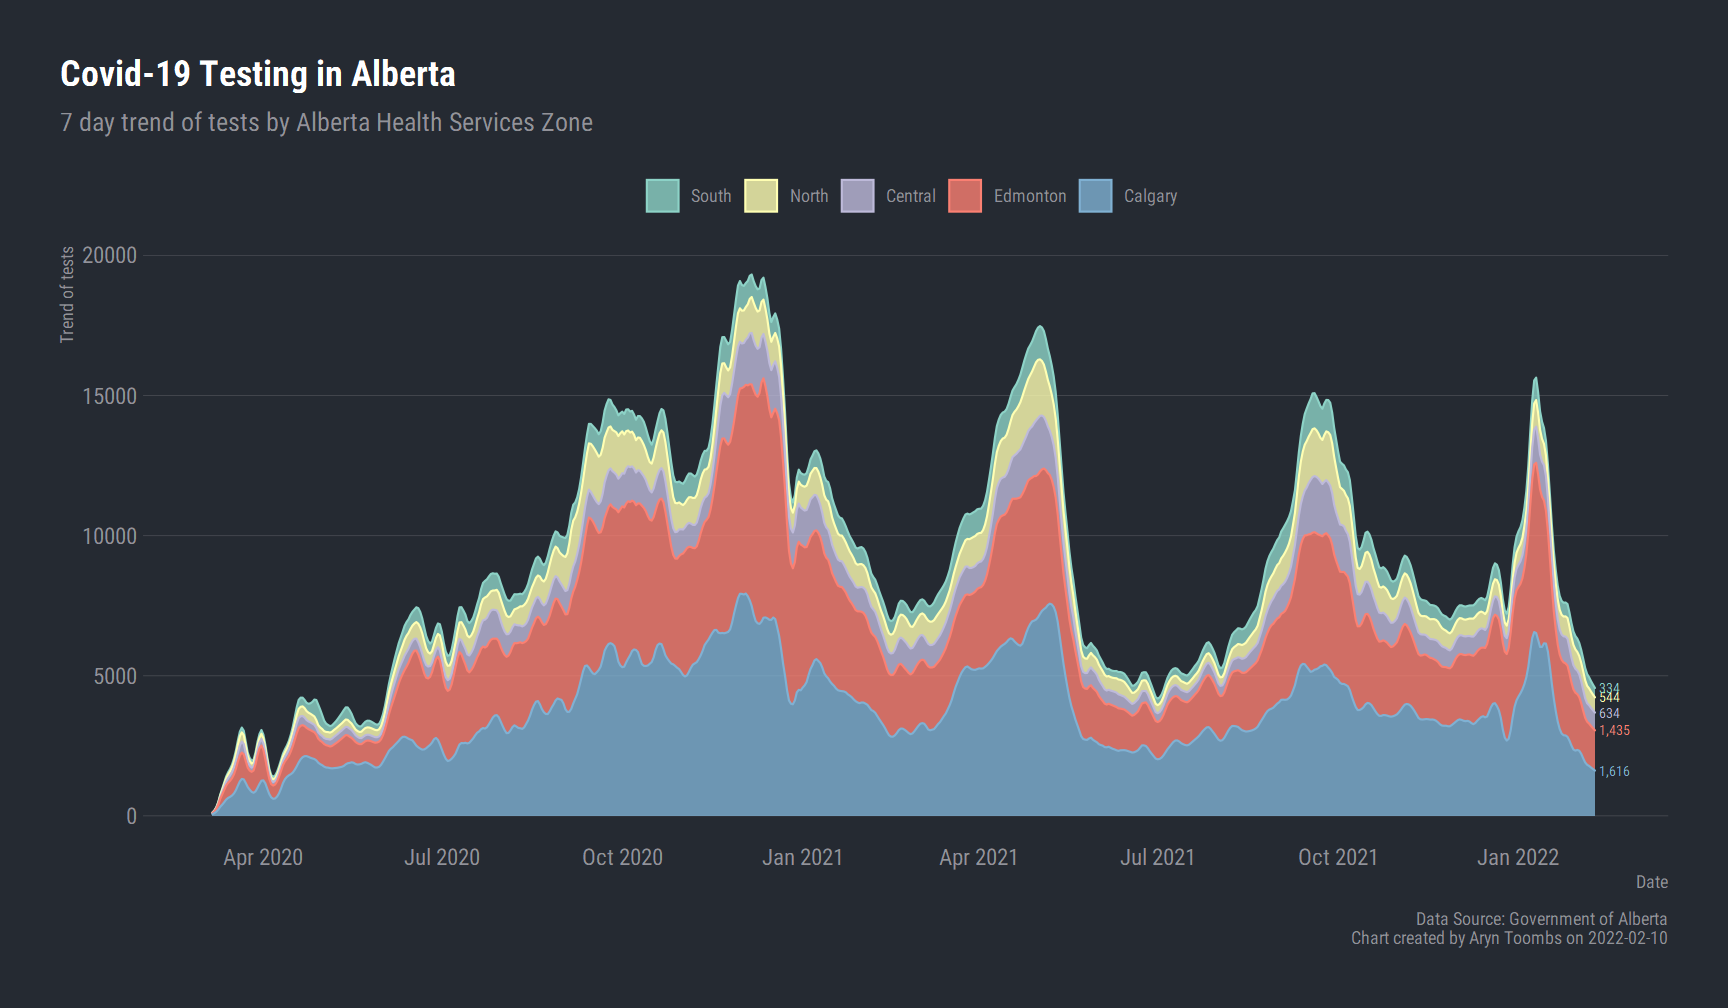 Covid-19 Testing in Alberta
7 day trend of tests by Alberta Health Services Zone
South North Central Edmonton Calgary
Trend of tests
20000
15000
10000
5000
0
334
544
634
1,435
1,616
Apr 2020 Jul 2020 Oct 2020 Jan 2021 Apr 2021 Jul 2021 Oct 2021 Jan 2022
Date
Data Source: Government of Alberta
Chart created by Aryn Toombs on 2022-02-10